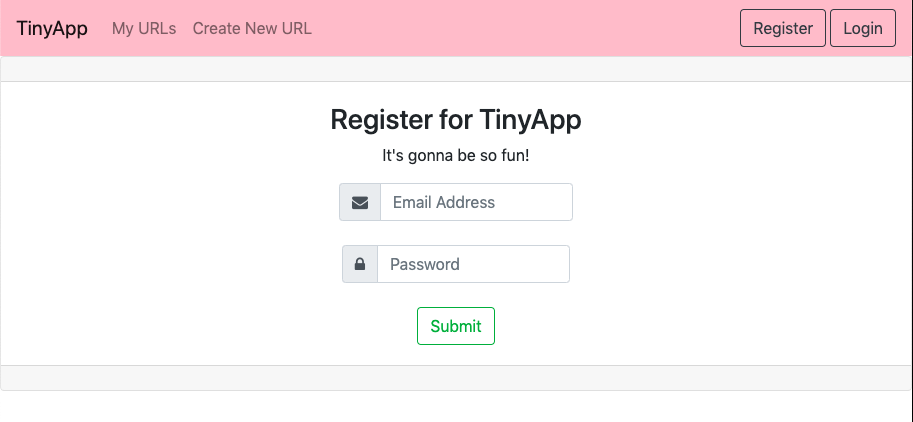 TinyApp My URLs Create New URL Register Login
Register for TinyApp
It's gonna be so fun!
Email Address
Password
Submit